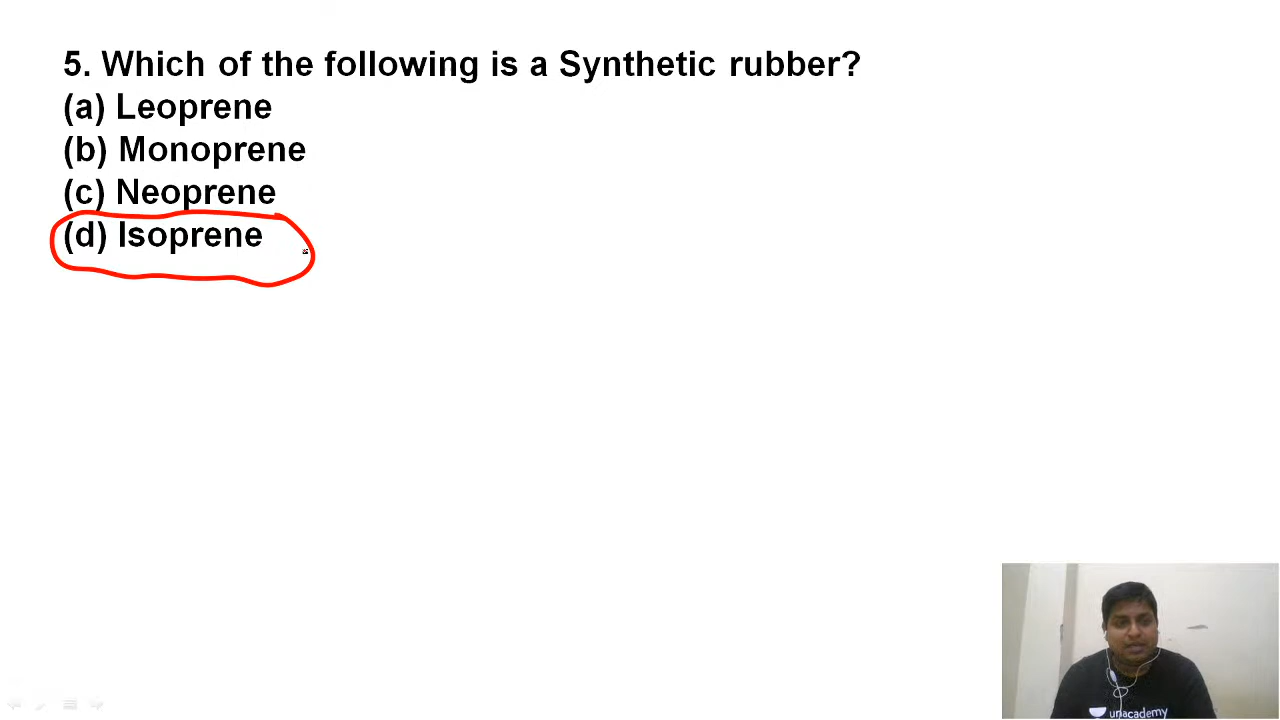 5. Which of the following is a Synthetic rubber?
(a) Leoprene
(b) Monoprene
(c) Neoprene
(d) Isoprene
unacademy